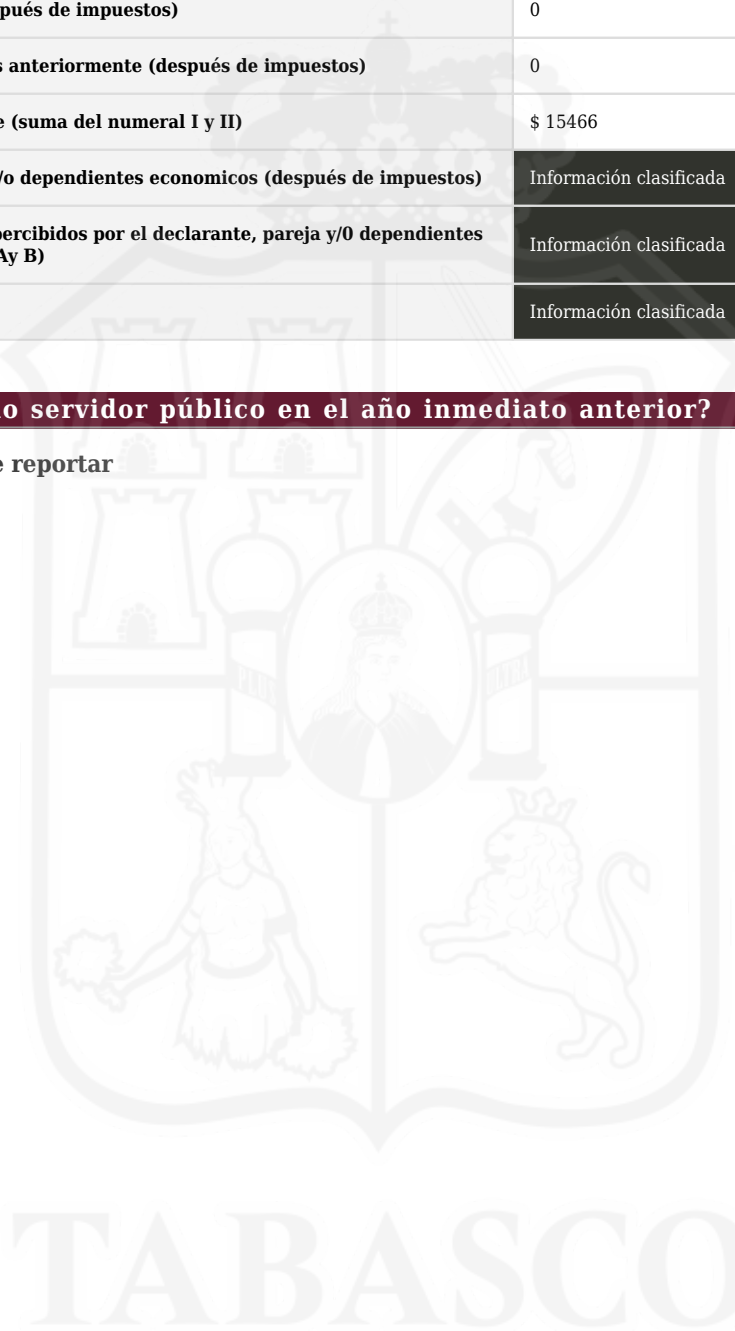 pués de impuestos)
0
s anteriormente (después de impuestos)
0
e (suma del numeral I y II)
$ 15466
/o dependientes economicos (después de impuestos)
Información clasificada
percibidos por el declarante, pareja y/0 dependientes
Ay B)
Información clasificada
Información clasificada
o servidor público en el año inmediato anterior?
e reportar
PLUS
ULTRA
TABASCO